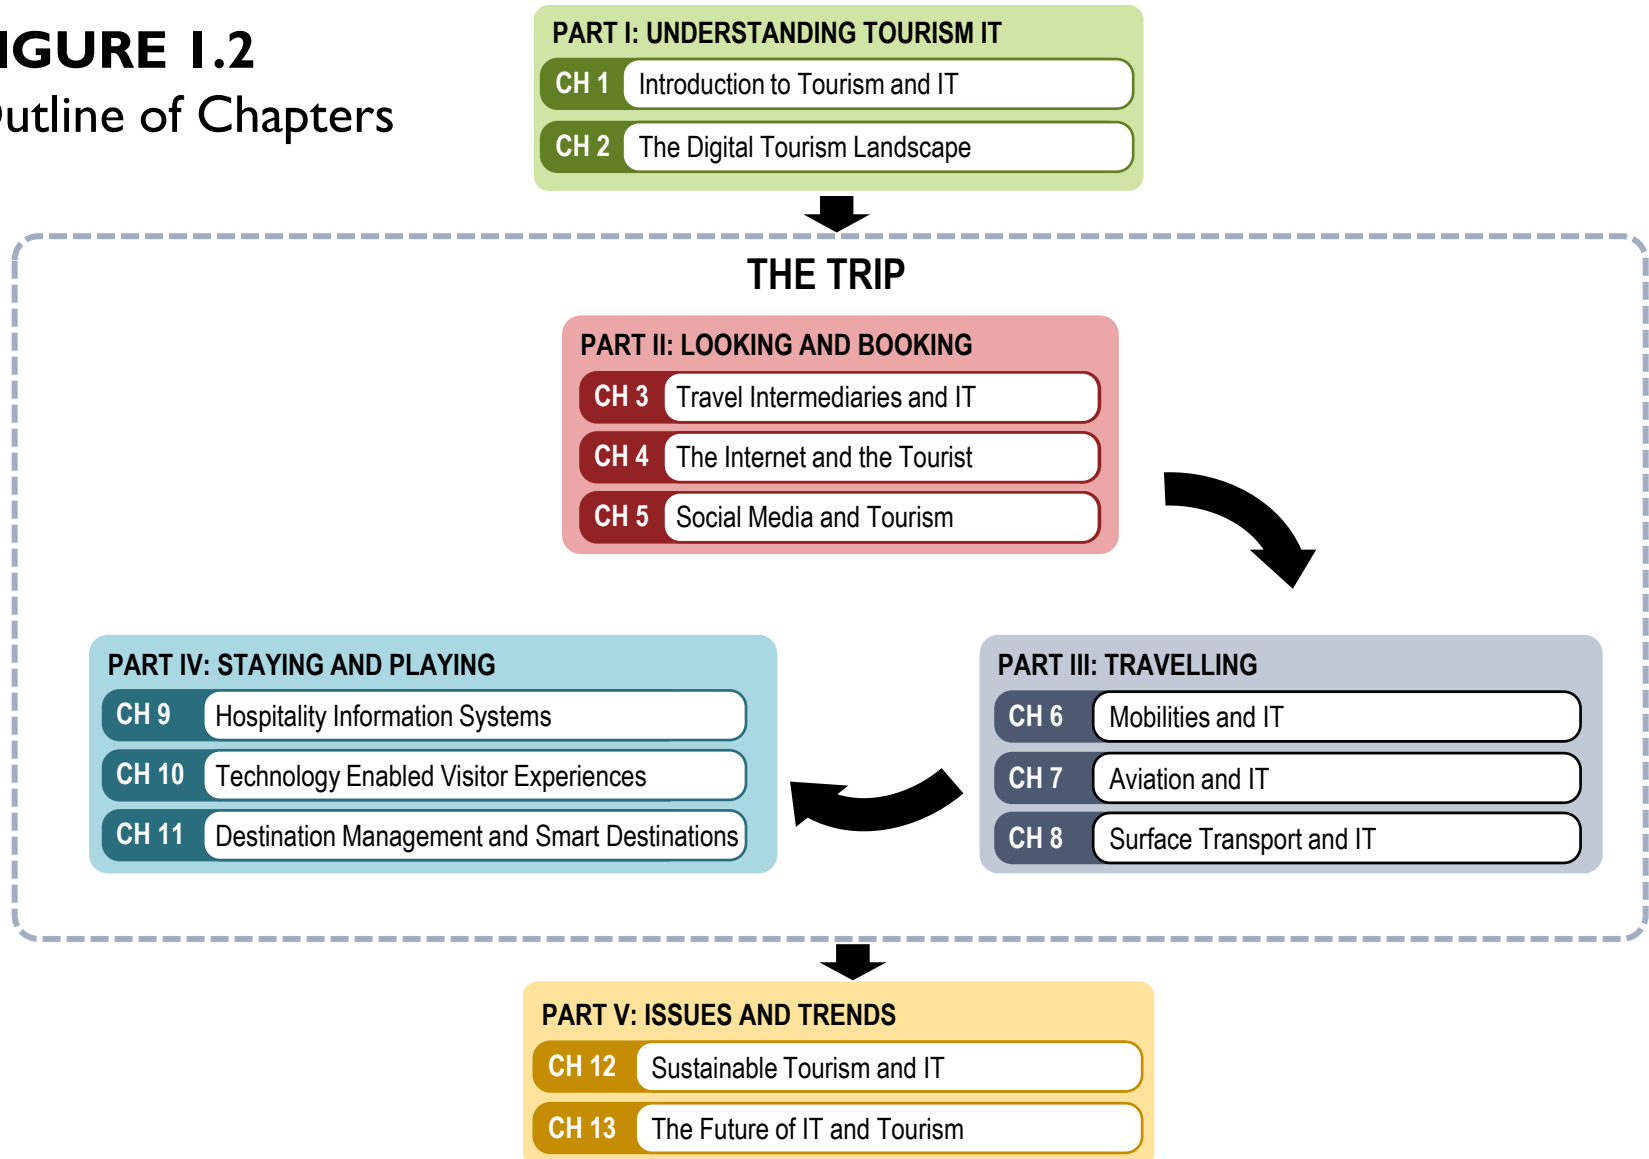 IGURE 1.2
Outline of Chapters
PART I: UNDERSTANDING TOURISM IT
CH 1 Introduction to Tourism and IT
CH 2 The Digital Tourism Landscape
THE TRIP
PART II: LOOKING AND BOOKING
CH 3 Travel Intermediaries and IT
CH 4 The Internet and the Tourist
CH 5 Social Media and Tourism
PART IV: STAYING AND PLAYING
CH 9 Hospitality Information Systems
CH 10 Technology Enabled Visitor Experiences
CH 11 Destination Management and Smart Destinations
PART III: TRAVELLING
CH 6 Mobilities and IT
CH 7 Aviation and IT
CH 8 Surface Transport and IT
PART V: ISSUES AND TRENDS
CH 12 Sustainable Tourism and IT
CH 13 The Future of IT and Tourism